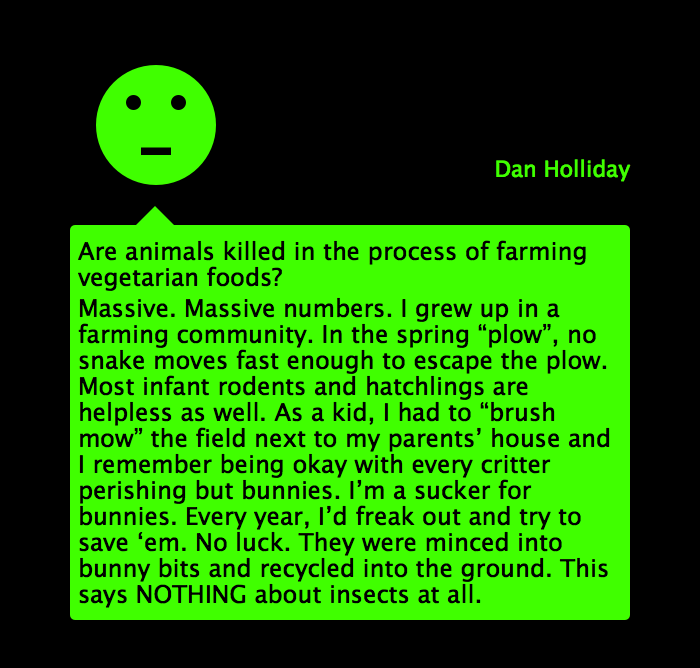 Dan Holliday
Are animals killed in the process of farming
vegetarian foods?
Massive. Massive numbers. I grew up in a
farming community. In the spring “plow”, no
snake moves fast enough to escape the plow.
Most infant rodents and hatchlings are
helpless as well. As a kid, I had to “brush
mow” the field next to my parents’ house and
I remember being okay with every critter
perishing but bunnies. I’m a sucker for
bunnies. Every year, I’d freak out and try to
save ‘em. No luck. They were minced into
bunny bits and recycled into the ground. This
says NOTHING about insects at all.